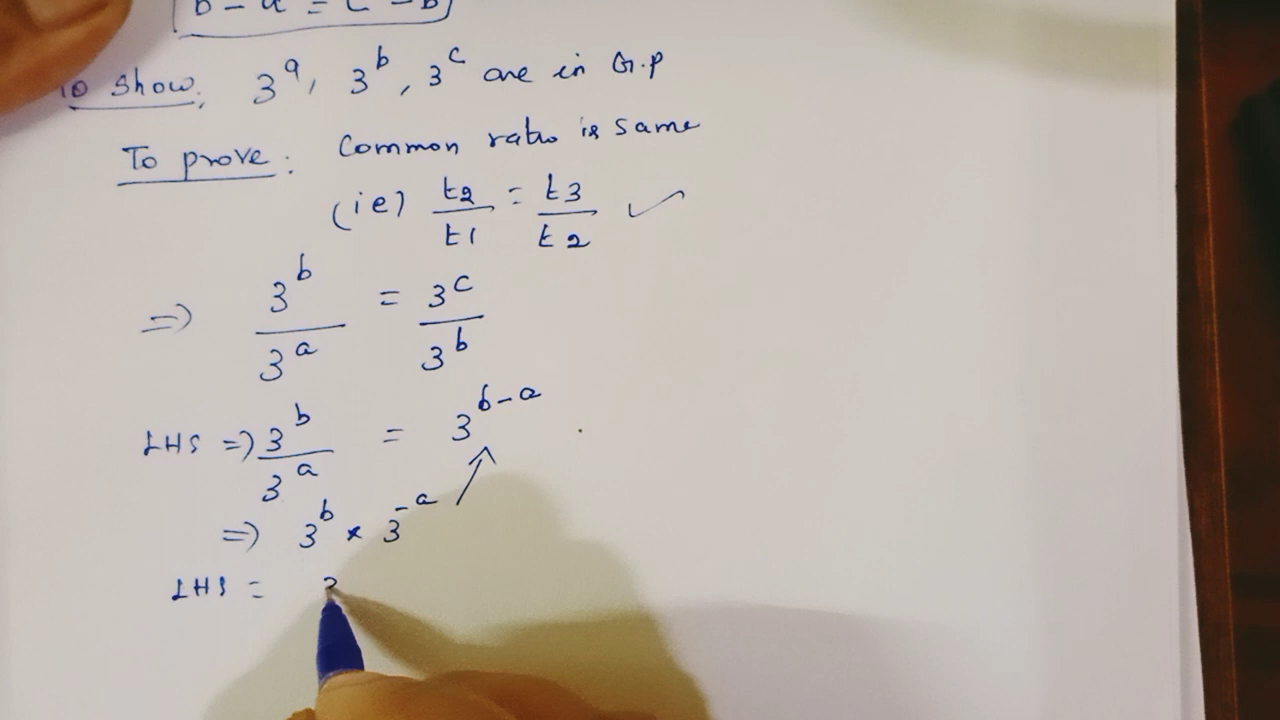 b - a = c - b
To show, 3^a, 3^b, 3^c are in G.P
To prove: Common ratio is same
(ie) t2/t1 = t3/t2 ✓
=> 3^b/3^a = 3^c/3^b
LHS => 3^b/3^a = 3^(b-a)
=> 3^b × 3^-a ↗
LHS = 3